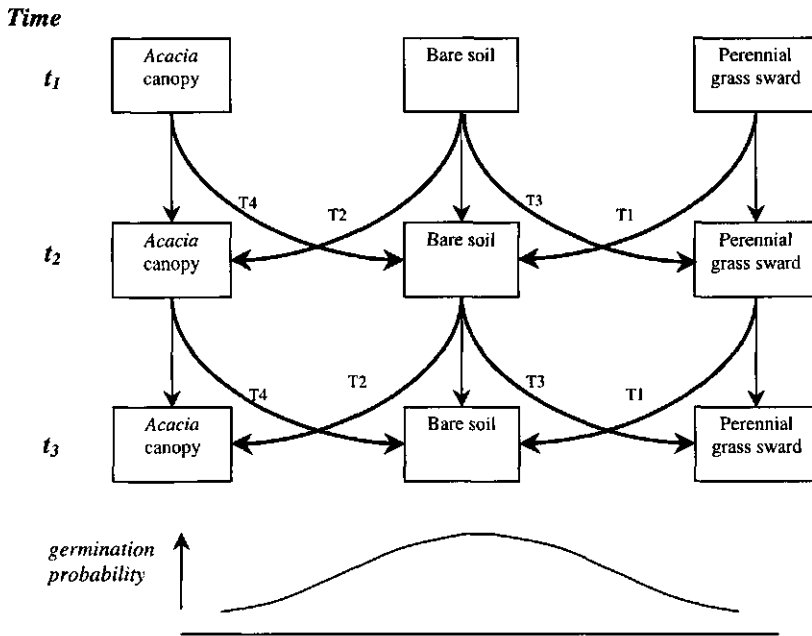 Time
t1
Acacia
canopy
Bare soil
Perennial
grass sward
T4
T2
T3
T1
t2
Acacia
canopy
Bare soil
Perennial
grass sward
T4
T2
T3
T1
t3
Acacia
canopy
Bare soil
Perennial
grass sward
germination
probability